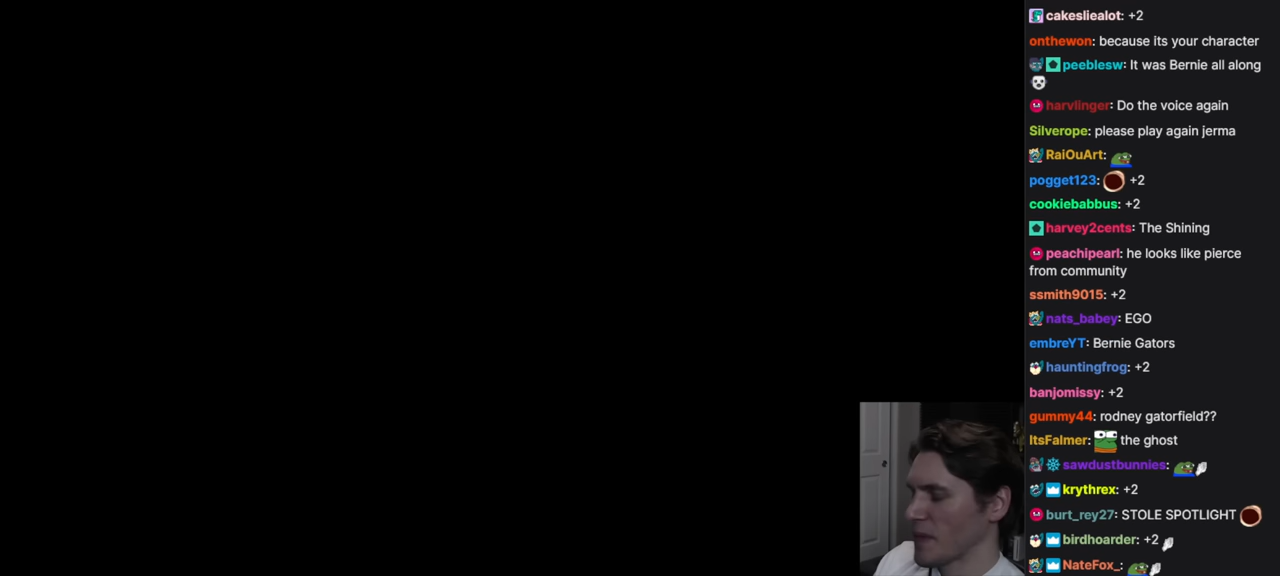 cakesliealot: +2
onthewon: because its your character
peeblesw: It was Bernie all along
harvlinger: Do the voice again
Silverope: please play again jerma
RaiOuArt:
pogget123: +2
cookiebabbus: +2
harvey2cents: The Shining
peachipearl: he looks like pierce
from community
ssmith9015: +2
nats_babey: EGO
embreYT: Bernie Gators
hauntingfrog: +2
banjomissy: +2
gummy44: rodney gatorfield??
ItsFalmer: the ghost
sawdustbunnies:
krythrex: +2
burt_rey27: STOLE SPOTLIGHT
birdhoarder: +2
NateFox_: